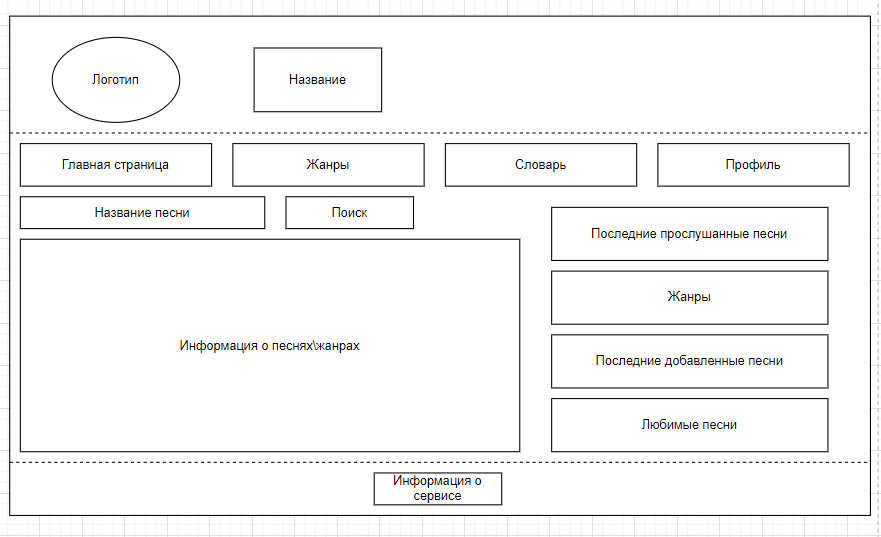 Логотип
Название
Главная страница
Жанры
Словарь
Профиль
Название песни
Поиск
Последние прослушанные песни
Жанры
Информация о песнях\жанрах
Последние добавленные песни
Любимые песни
Информация о
сервисе